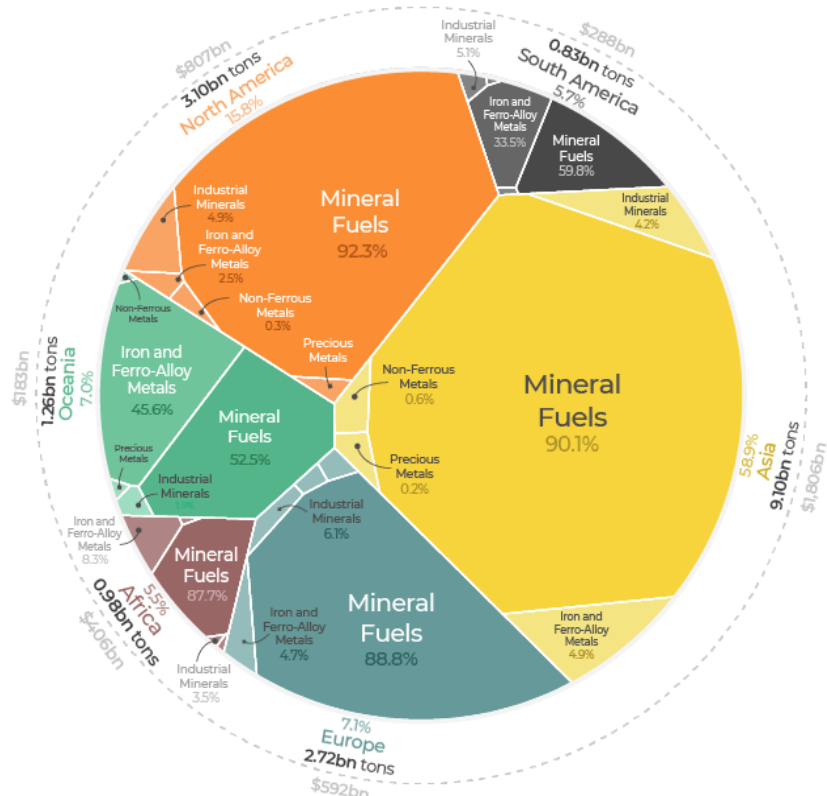 $807bn
3.10bn tons
North America
15.8%
$288bn
0.83bn tons
South America
5.7%
Industrial
Minerals
5.1%
Iron and
Ferro-Alloy
Metals
33.5%
Mineral
Fuels
59.8%
Industrial
Minerals
4.2%
Mineral
Fuels
92.3%
Industrial
Minerals
4.9%
Iron and
Ferro-Alloy
Metals
2.5%
Non-Ferrous
Metals
0.3%
Precious
Metals
Non-Ferrous
Metals
Iron and
Ferro-Alloy
Metals
45.6%
Mineral
Fuels
52.5%
Precious
Metals
Industrial
Minerals
$183bn
1.26bn tons
Oceania
7.0%
Non-Ferrous
Metals
0.6%
Precious
Metals
0.2%
Mineral
Fuels
90.1%
58.9%
Asia
9.10bn tons
$1,806bn
Iron and
Ferro-Alloy
Metals
4.9%
Iron and
Ferro-Alloy
Metals
8.3%
Mineral
Fuels
87.7%
Industrial
Minerals
3.5%
5.5%
Africa
0.98bn tons
$406bn
Industrial
Minerals
6.1%
Iron and
Ferro-Alloy
Metals
4.7%
Mineral
Fuels
88.8%
7.1%
Europe
2.72bn tons
$592bn